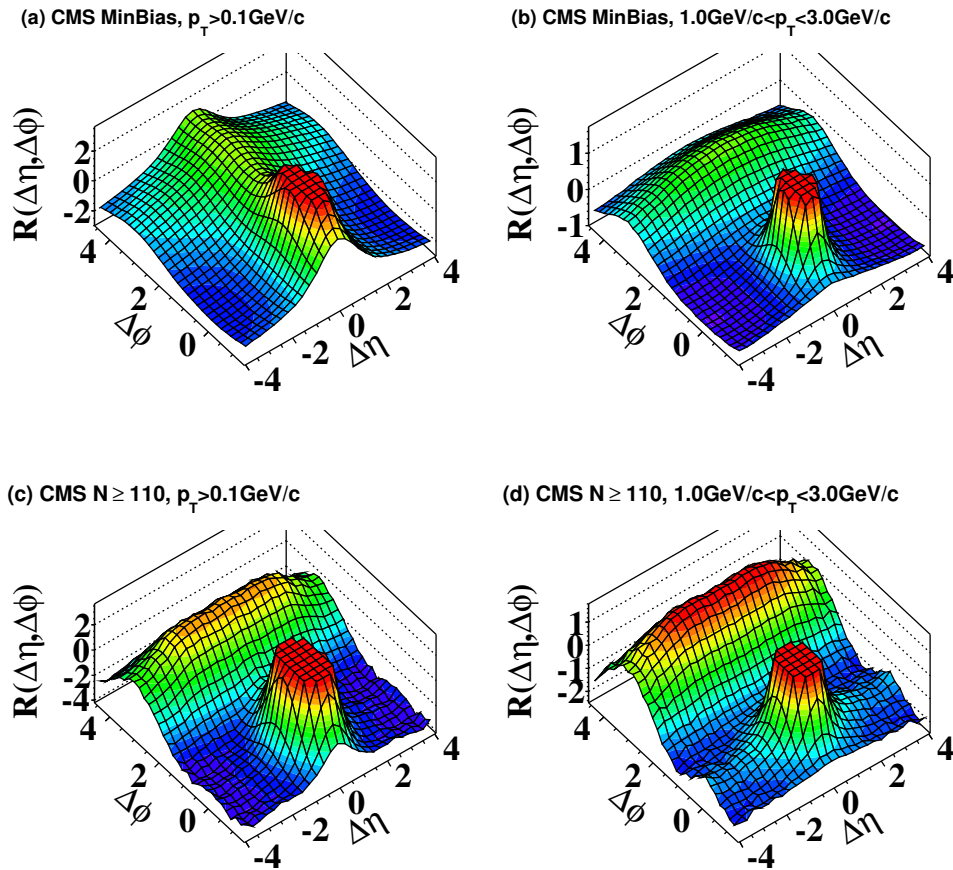 (a) CMS MinBias, p_T>0.1GeV/c
R(Δη,Δφ)
2
0
-2
4
2
0
Δφ
-4
-2
0
2
4
Δη
(b) CMS MinBias, 1.0GeV/c<p_T<3.0GeV/c
R(Δη,Δφ)
1
0
-1
4
2
0
Δφ
-4
-2
0
2
4
Δη
(c) CMS N ≥ 110, p_T>0.1GeV/c
R(Δη,Δφ)
2
0
-2
-4
4
2
0
Δφ
-4
-2
0
2
4
Δη
(d) CMS N ≥ 110, 1.0GeV/c<p_T<3.0GeV/c
R(Δη,Δφ)
1
0
-1
-2
4
2
0
Δφ
-4
-2
0
2
4
Δη